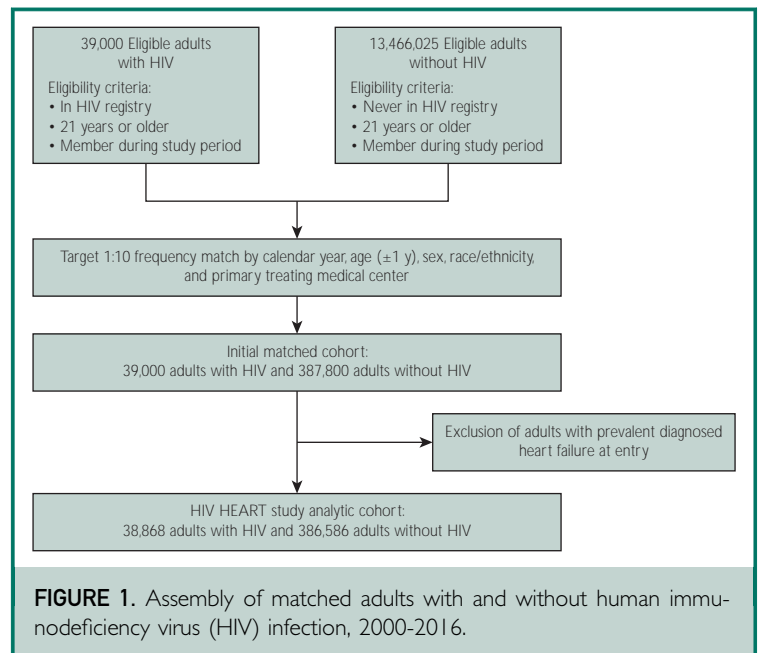 39,000 Eligible adults
with HIV
Eligibility criteria:
• In HIV registry
• 21 years or older
• Member during study period
13,466,025 Eligible adults
without HIV
Eligibility criteria:
• Never in HIV registry
• 21 years or older
• Member during study period
Target 1:10 frequency match by calendar year, age (±1 y), sex, race/ethnicity,
and primary treating medical center
Initial matched cohort:
39,000 adults with HIV and 387,800 adults without HIV
Exclusion of adults with prevalent diagnosed
heart failure at entry
HIV HEART study analytic cohort:
38,868 adults with HIV and 386,586 adults without HIV
FIGURE 1. Assembly of matched adults with and without human immu-
nodeficiency virus (HIV) infection, 2000-2016.